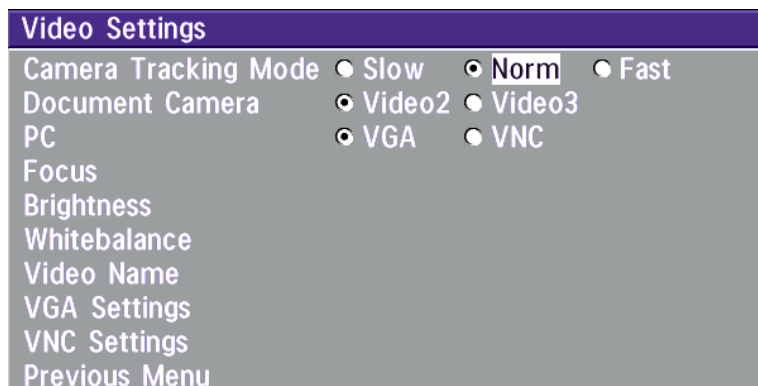 Video Settings
Camera Tracking Mode Slow Norm Fast
Document Camera Video2 Video3
PC VGA VNC
Focus
Brightness
Whitebalance
Video Name
VGA Settings
VNC Settings
Previous Menu